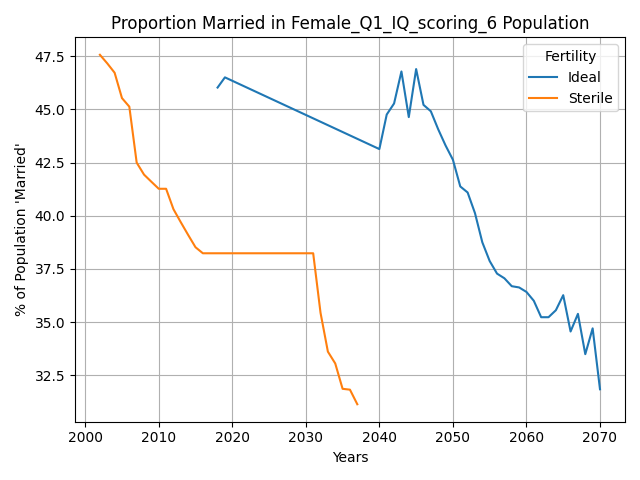 Proportion Married in Female_Q1_IQ_scoring_6 Population
% of Population 'Married'
47.5
45.0
42.5
40.0
37.5
35.0
32.5
Fertility
Ideal
Sterile
2000 2010 2020 2030 2040 2050 2060 2070
Years